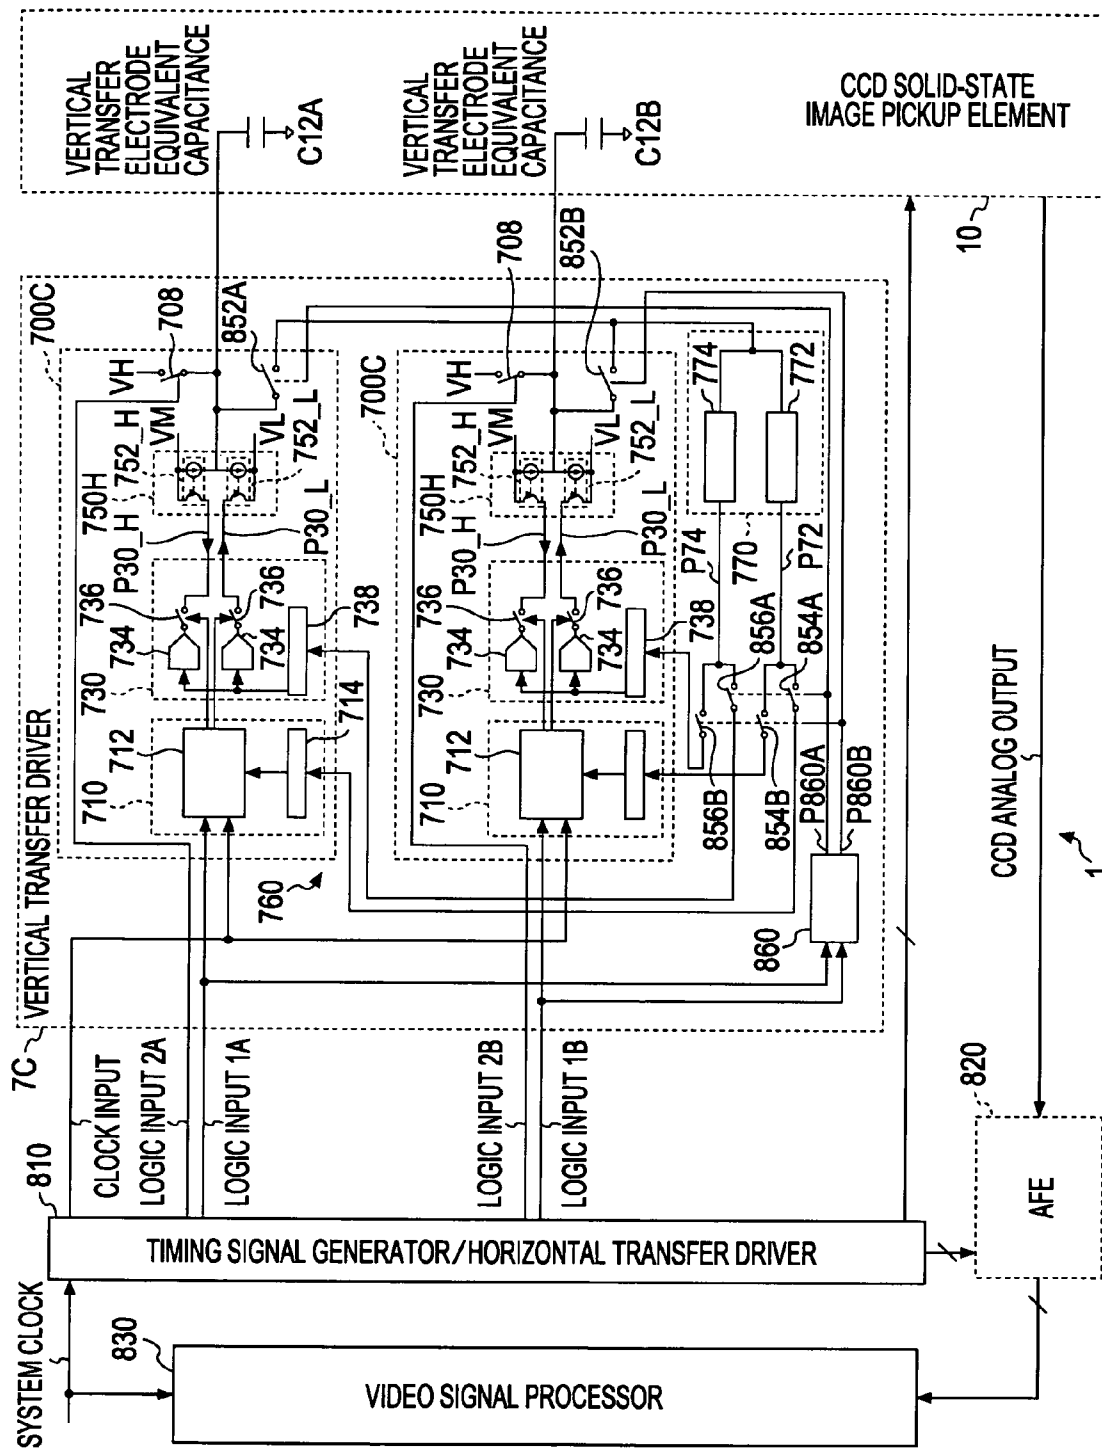 SYSTEM CLOCK
830
VIDEO SIGNAL PROCESSOR
810
TIMING SIGNAL GENERATOR/HORIZONTAL TRANSFER DRIVER
820
AFE
CLOCK INPUT
LOGIC INPUT 2A
LOGIC INPUT 1A
LOGIC INPUT 2B
LOGIC INPUT 1B
7C
VERTICAL TRANSFER DRIVER
700C
710
712
714
730
734
736
734
736
738
P30_H
P30_L
750H
752_H
752_L
VM
VL
VH
708
852A
760
700C
710
712
730
734
736
734
736
738
P30_H
P30_L
750H
752_H
752_L
VM
VL
VH
708
852B
856B
854B
856A
854A
P74
P72
770
774
772
860
P860A
P860B
VERTICAL
TRANSFER
ELECTRODE
EQUIVALENT
CAPACITANCE
C12A
VERTICAL
TRANSFER
ELECTRODE
EQUIVALENT
CAPACITANCE
C12B
CCD SOLID-STATE
IMAGE PICKUP ELEMENT
10
CCD ANALOG OUTPUT
1